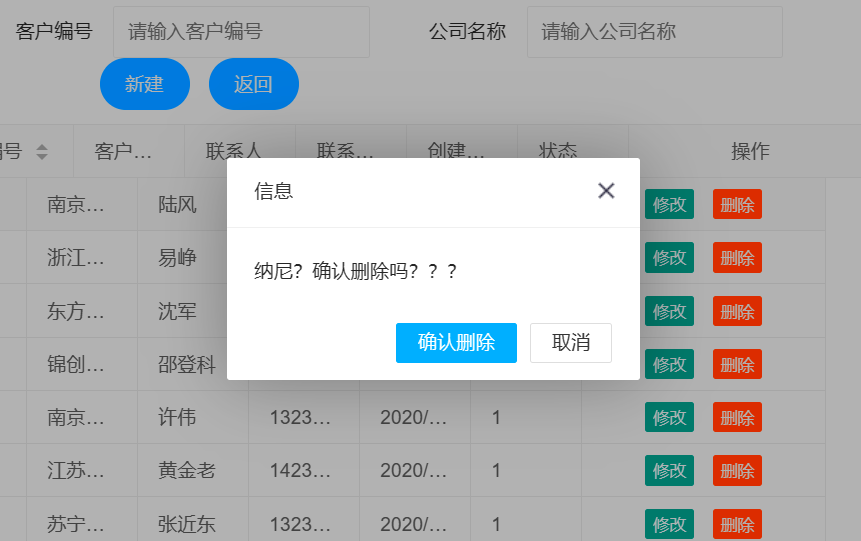 客户编号 请输入客户编号 公司名称 请输入公司名称
新建 返回
号 客户... 联系人 联系... 创建... 状态 操作
信息
南京... 陆风 修改 删除
浙江... 易峥 修改 删除
纳尼？确认删除吗？？？
东方... 沈军 修改 删除
确认删除 取消
锦创... 邵登科 修改 删除
南京... 许伟 1323... 2020/... 1 修改 删除
江苏... 黄金老 1423... 2020/... 1 修改 删除
苏宁... 张近东 1323... 2020/... 1 修改 删除